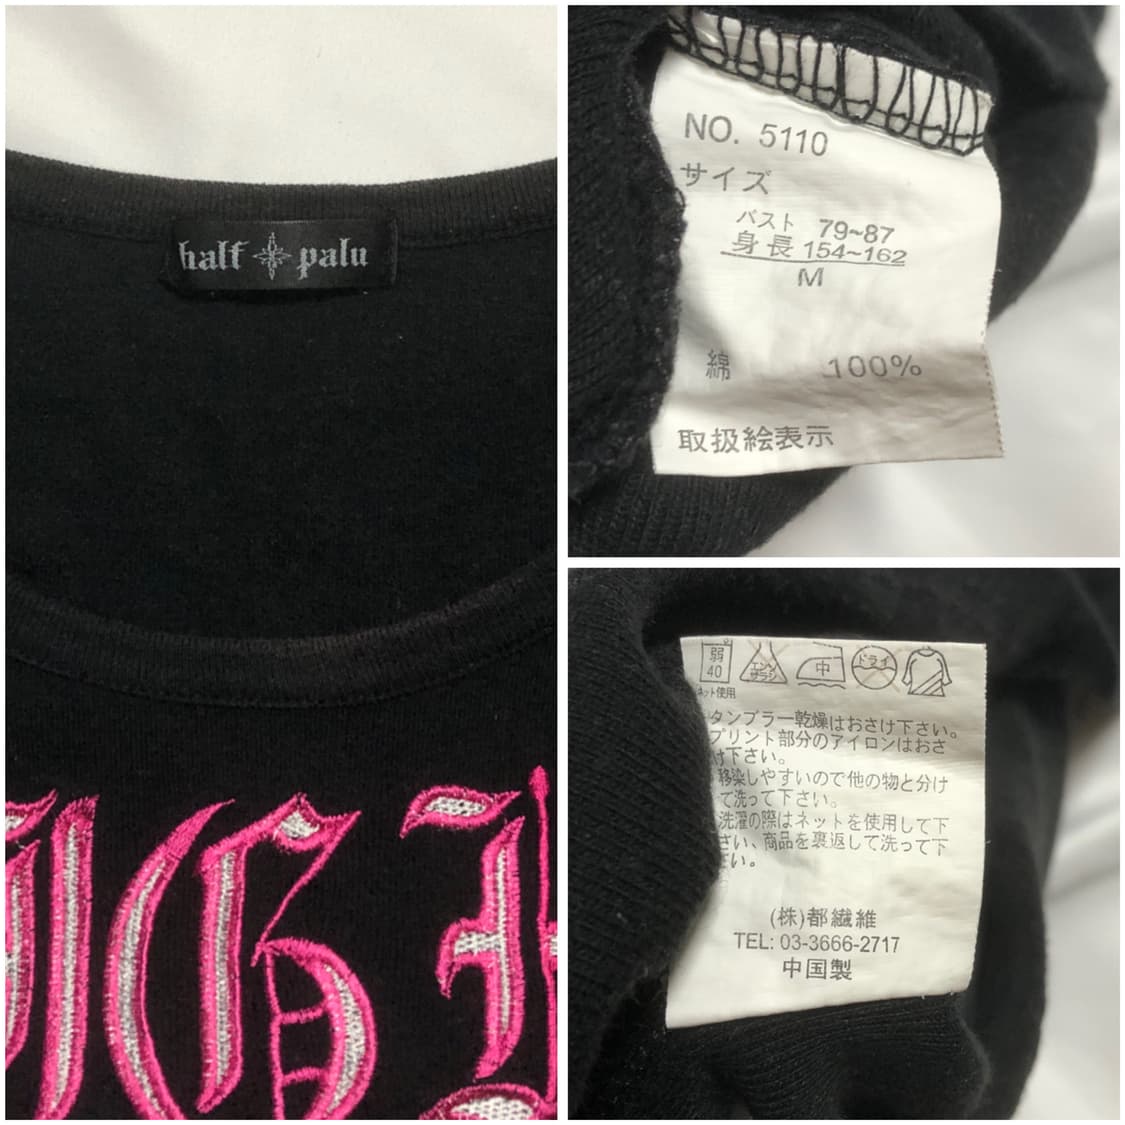 half palu
NO. 5110
サイズ
バスト 79~87
身長 154~162
M
綿 100%
取扱絵表示
弱
40
ネット使用
エンソ
サラシ
中
ドライ
タンブラー乾燥はおさけ下さい。
プリント部分のアイロンはおさ
け下さい。
移染しやすいので他の物と分け
て洗って下さい。
洗濯の際はネットを使用して下
さい、商品を裏返して洗って下
さい。
(株)都繊維
TEL: 03-3666-2717
中国製